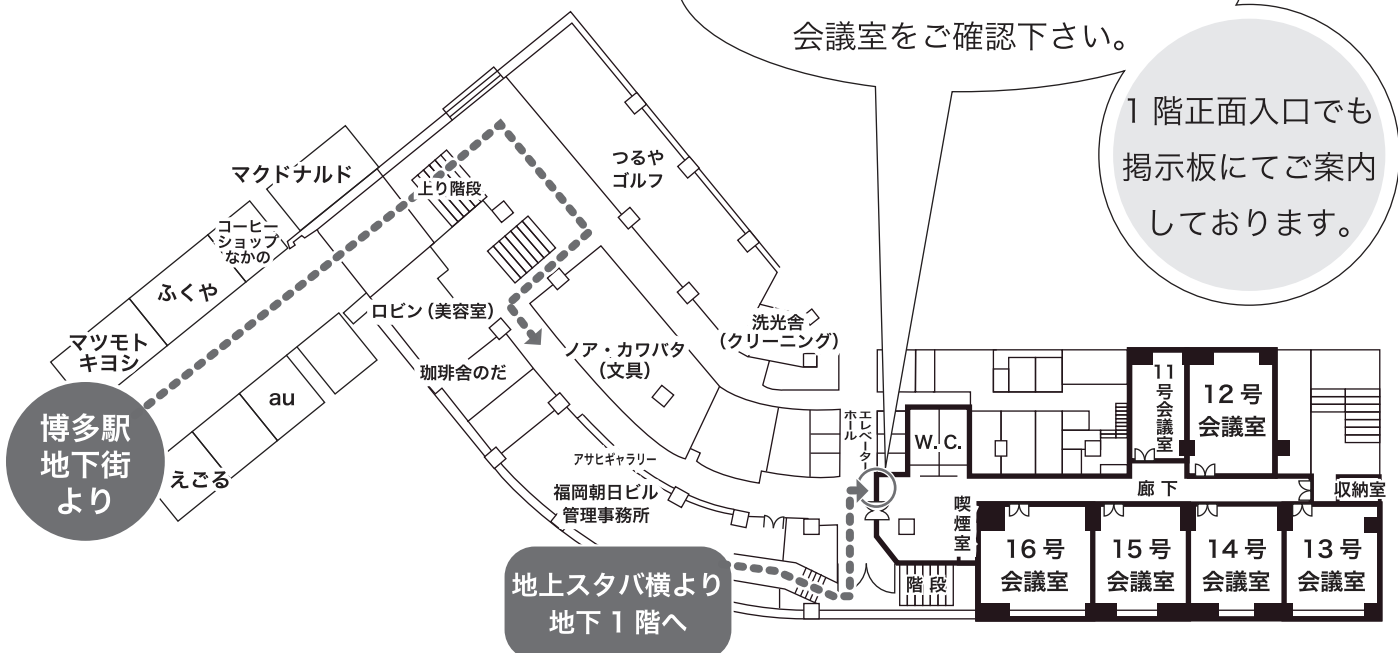 会議室をご確認下さい。
1階正面入口でも
掲示板にてご案内
しております。
マクドナルド
上り階段
つるや
ゴルフ
コーヒー
ショップ
なかの
ふくや
マツモト
キヨシ
ロビン(美容室)
洗光舎
(クリーニング)
ノア・カワバタ
(文具)
珈琲舎のだ
au
えごる
博多駅
地下街
より
アサヒギャラリー
福岡朝日ビル
管理事務所
地上スタバ横より
地下1階へ
エレベーター
ホール
W.C.
11号会議室
12号
会議室
廊下
収納室
喫煙室
階段
16号
会議室
15号
会議室
14号
会議室
13号
会議室